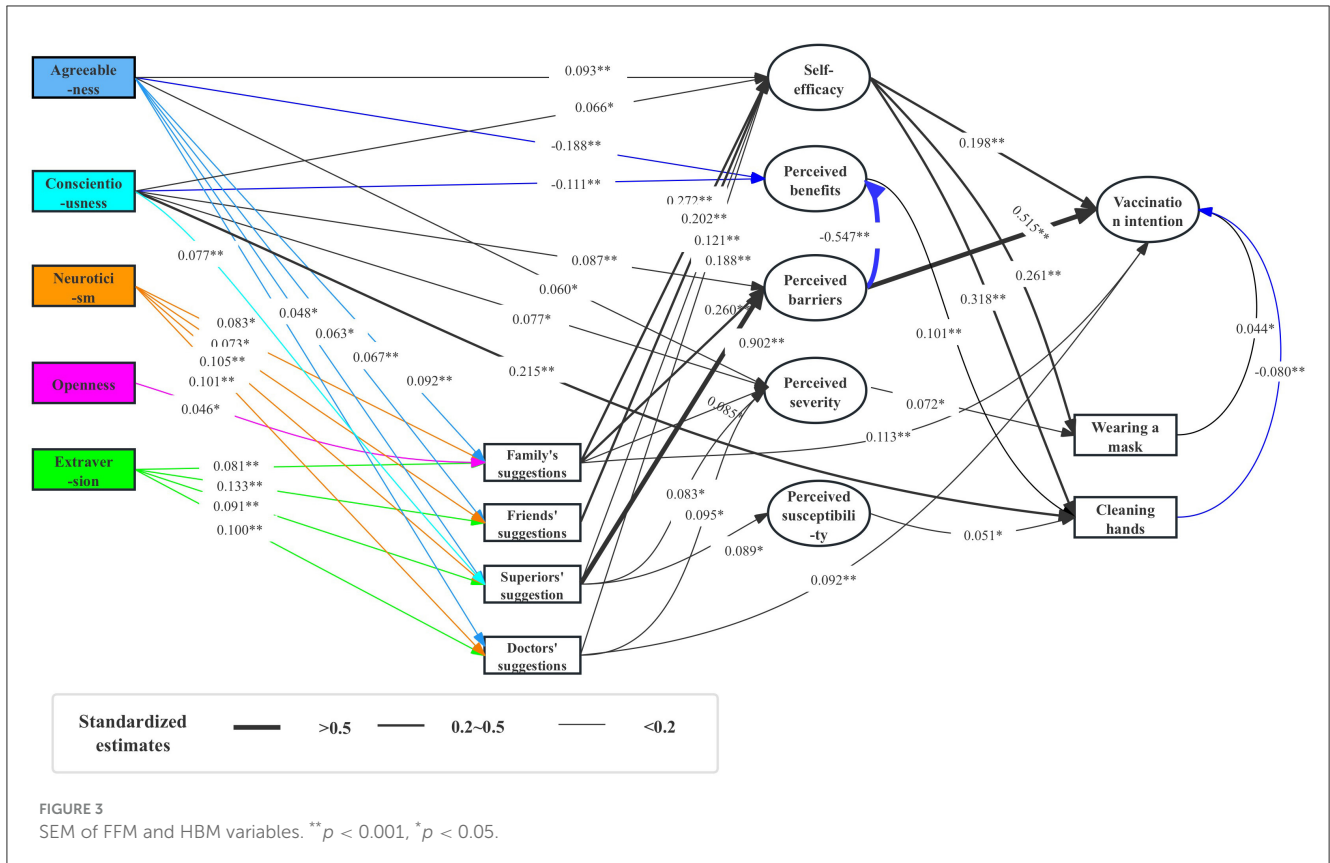 Agreeable
-ness
Conscientio
-usness
Neurotici
-sm
Openness
Extraver
-sion
0.093**
0.066*
-0.188**
-0.111**
0.077**
0.087**
0.060*
0.077*
0.215**
0.048*
0.063*
0.067**
0.092**
0.083*
0.073*
0.105**
0.101**
0.046*
0.081**
0.133**
0.091**
0.100**
Family's
suggestions
Friends'
suggestions
Superiors'
suggestion
Doctors'
suggestions
0.272**
0.202**
0.121**
0.188**
0.260**
0.902**
0.085*
0.083*
0.095*
0.089*
0.113**
0.092**
Self-
efficacy
Perceived
benefits
Perceived
barriers
Perceived
severity
Perceived
susceptibili
-ty
-0.547**
0.198**
0.515**
0.261**
0.318**
0.101**
0.072*
0.051*
Vaccinatio
n intention
0.044*
-0.080**
Wearing a
mask
Cleaning
hands
Standardized
estimates
>0.5
0.2~0.5
<0.2
FIGURE 3
SEM of FFM and HBM variables. **p < 0.001, *p < 0.05.